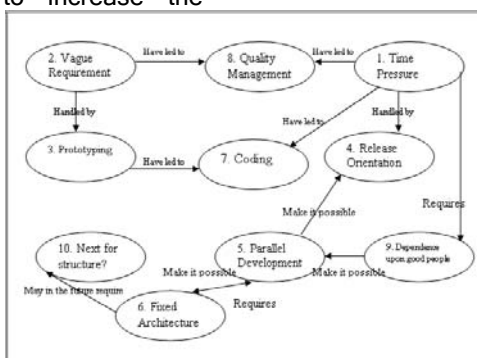 to increase the
2. Vague
Requirement
Have led to
8. Quality
Management
Have led to
1. Time
Pressure
Handled by
Have led to
Handled by
3. Prototyping
Have led to
7. Coding
4. Release
Orientation
Make it possible
Requires
10. Next for
structure?
5. Parallel
Development
9. Dependence
upon good people
Make it possible
Make it possible
May in the future require
6. Fixed
Architecture
Requires